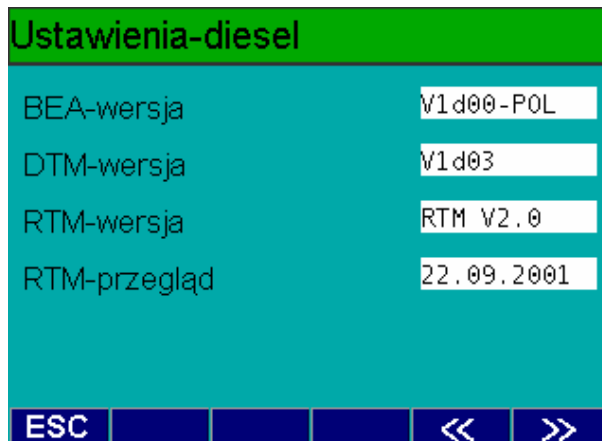 Ustawienia-diesel
BEA-wersja V1d00-POL
DTM-wersja V1d03
RTM-wersja RTM V2.0
RTM-przegląd 22.09.2001
ESC << >>